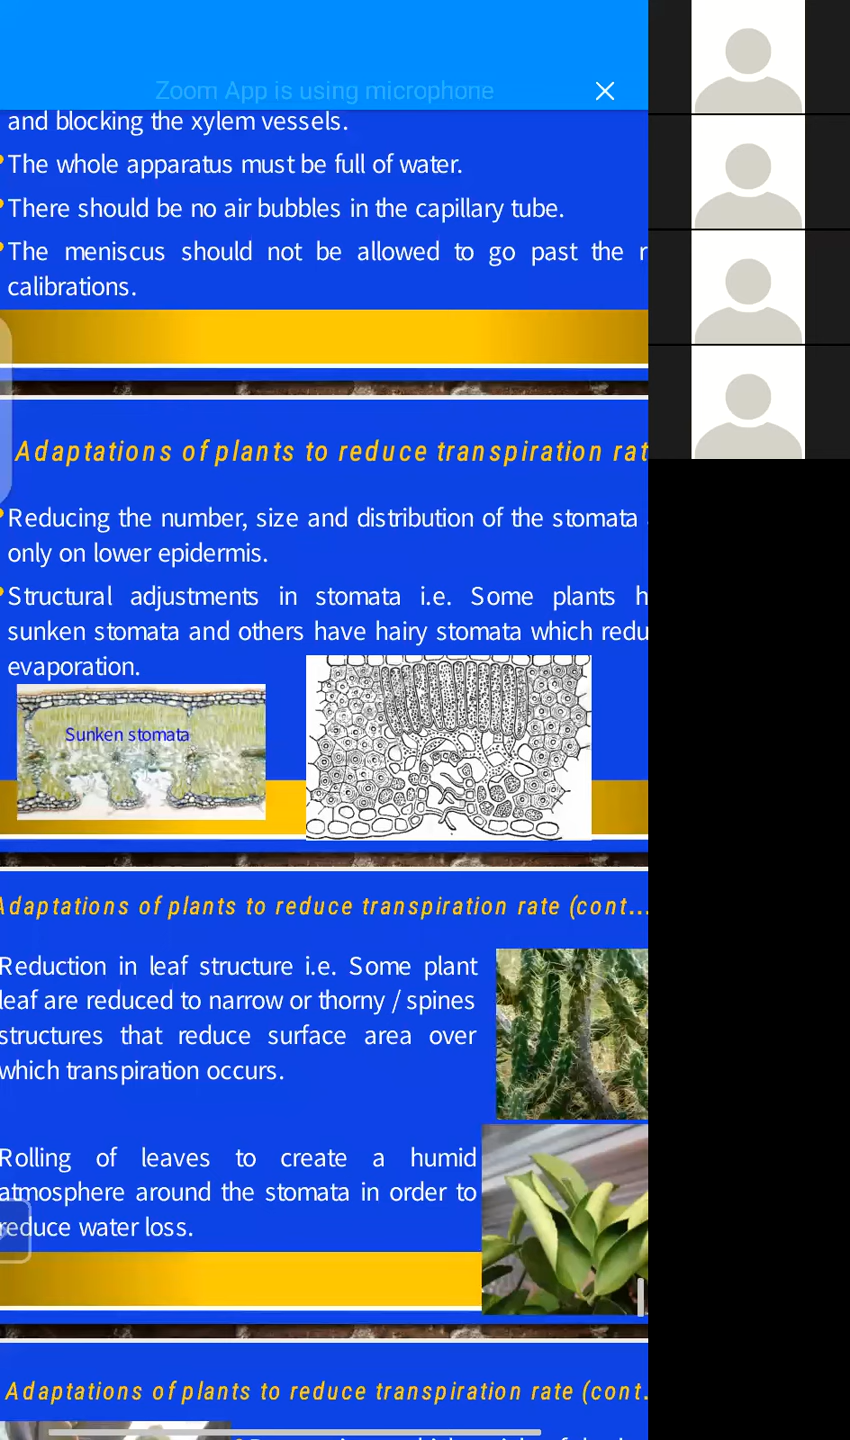 Zoom App is using microphone
and blocking the xylem vessels.
The whole apparatus must be full of water.
There should be no air bubbles in the capillary tube.
The meniscus should not be allowed to go past the
calibrations.
Adaptations of plants to reduce transpiration rat
Reducing the number, size and distribution of the stomata
only on lower epidermis.
Structural adjustments in stomata i.e. Some plants h
sunken stomata and others have hairy stomata which redu
evaporation.
Sunken stomata
Adaptations of plants to reduce transpiration rate (cont...
Reduction in leaf structure i.e. Some plant
leaf are reduced to narrow or thorny / spines
structures that reduce surface area over
which transpiration occurs.
Rolling of leaves to create a humid
atmosphere around the stomata in order to
reduce water loss.
Adaptations of plants to reduce transpiration rate (cont.